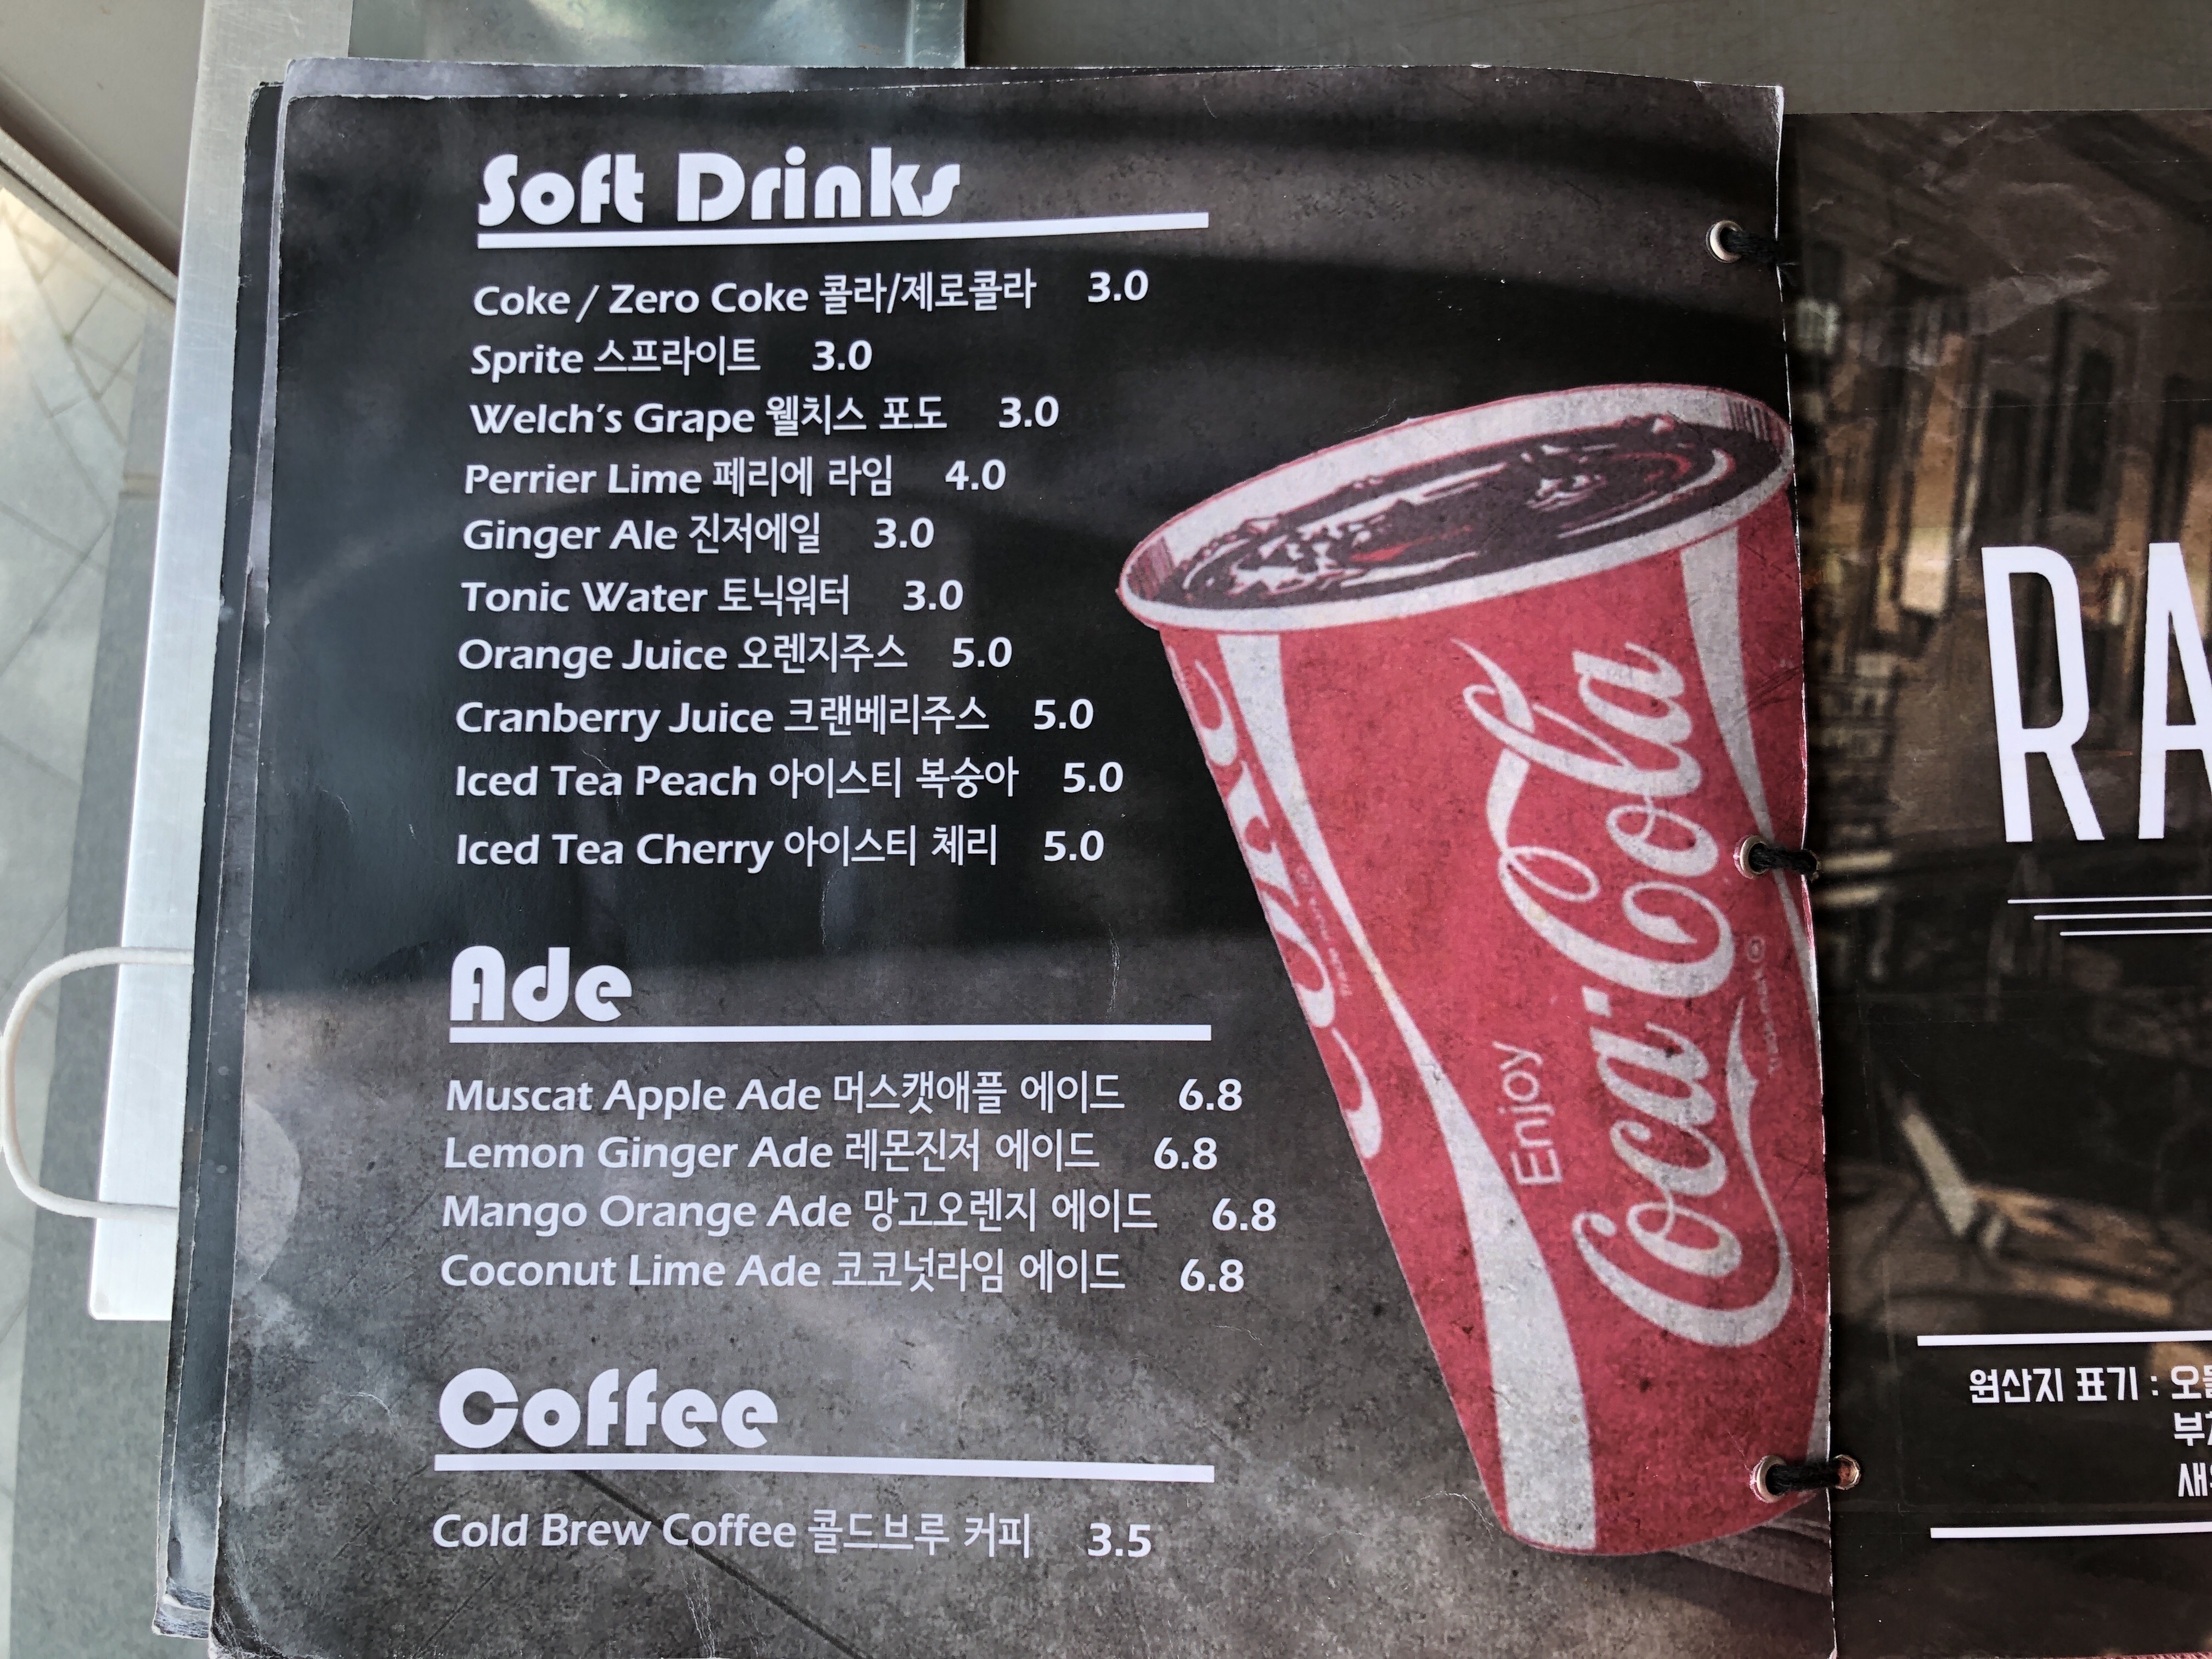 Soft Drinks
Coke / Zero Coke 콜라/제로콜라 3.0
Sprite 스프라이트 3.0
Welch's Grape 웰치스 포도 3.0
Perrier Lime 페리에 라임 4.0
Ginger Ale 진저에일 3.0
Tonic Water 토닉워터 3.0
Orange Juice 오렌지주스 5.0
Cranberry Juice 크랜베리주스 5.0
Iced Tea Peach 아이스티 복숭아 5.0
Iced Tea Cherry 아이스티 체리 5.0
Ade
Muscat Apple Ade 머스캣애플 에이드 6.8
Lemon Ginger Ade 레몬진저 에이드 6.8
Mango Orange Ade 망고오렌지 에이드 6.8
Coconut Lime Ade 코코넛라임 에이드 6.8
Coffee
Cold Brew Coffee 콜드브루 커피 3.5
Enjoy
Coca-Cola
Trade-mark ®
RA
원산지 표기 :